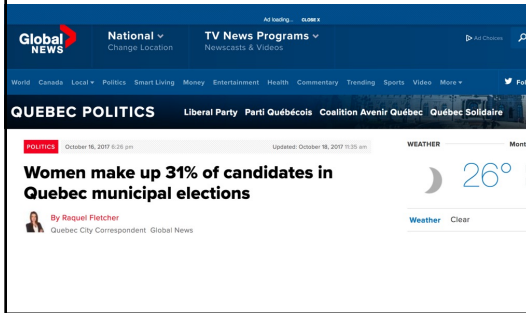 Ad loading... CLOSE X
Global NEWS
National
Change Location
TV News Programs
Newscasts & Videos
Ad Choices
World Canada Local Politics Smart Living Money Entertainment Health Commentary Trending Sports Video More
QUEBEC POLITICS Liberal Party Parti Québécois Coalition Avenir Québec Québec Solidaire
POLITICS October 16, 2017 6:26 pm Updated: October 18, 2017 11:35 am
Women make up 31% of candidates in
Quebec municipal elections
By Raquel Fletcher
Quebec City Correspondent Global News
WEATHER Mont
26°
Weather Clear